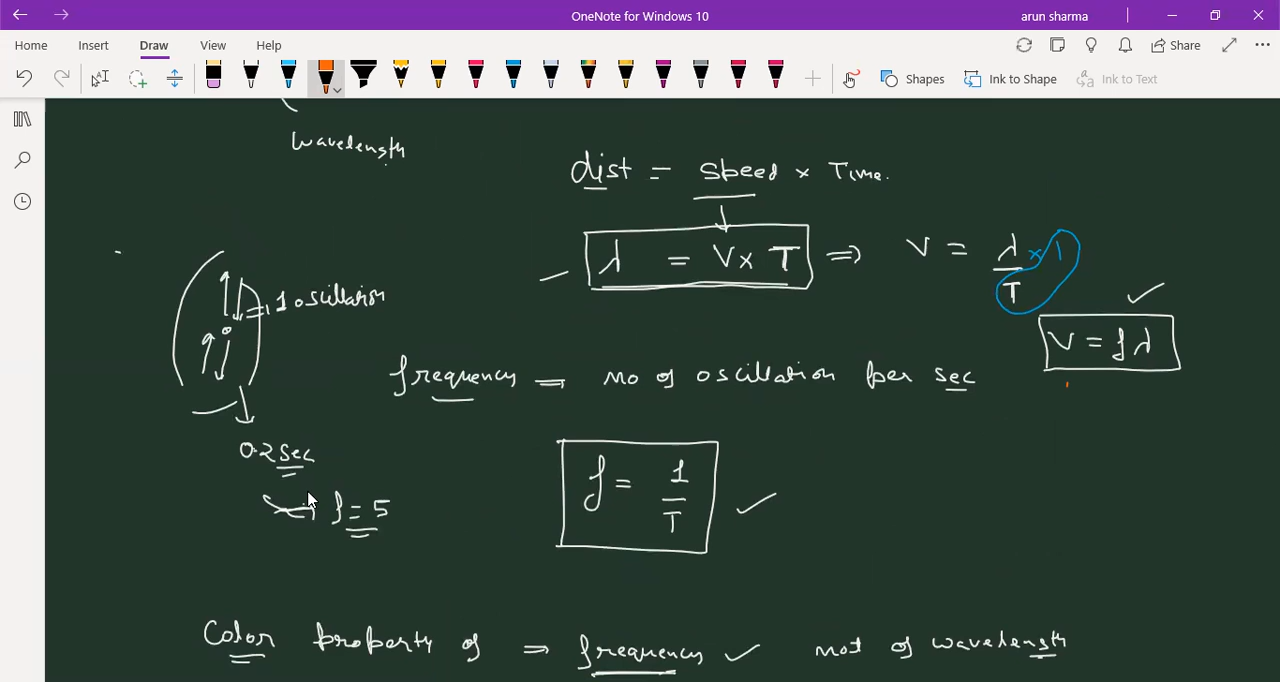 OneNote for Windows 10
arun sharma
Home Insert Draw View Help
Share
Shapes
Ink to Shape
Ink to Text
wavelength
dist = speed × Time.
λ = V× T ⇒ V = λ/T × 1
= 1 oscillation
V = fλ
frequency = no of oscillation per sec
0.2 sec
f = 1/T
f = 5
Color property of ⇒ frequency ✓ not of wavelength